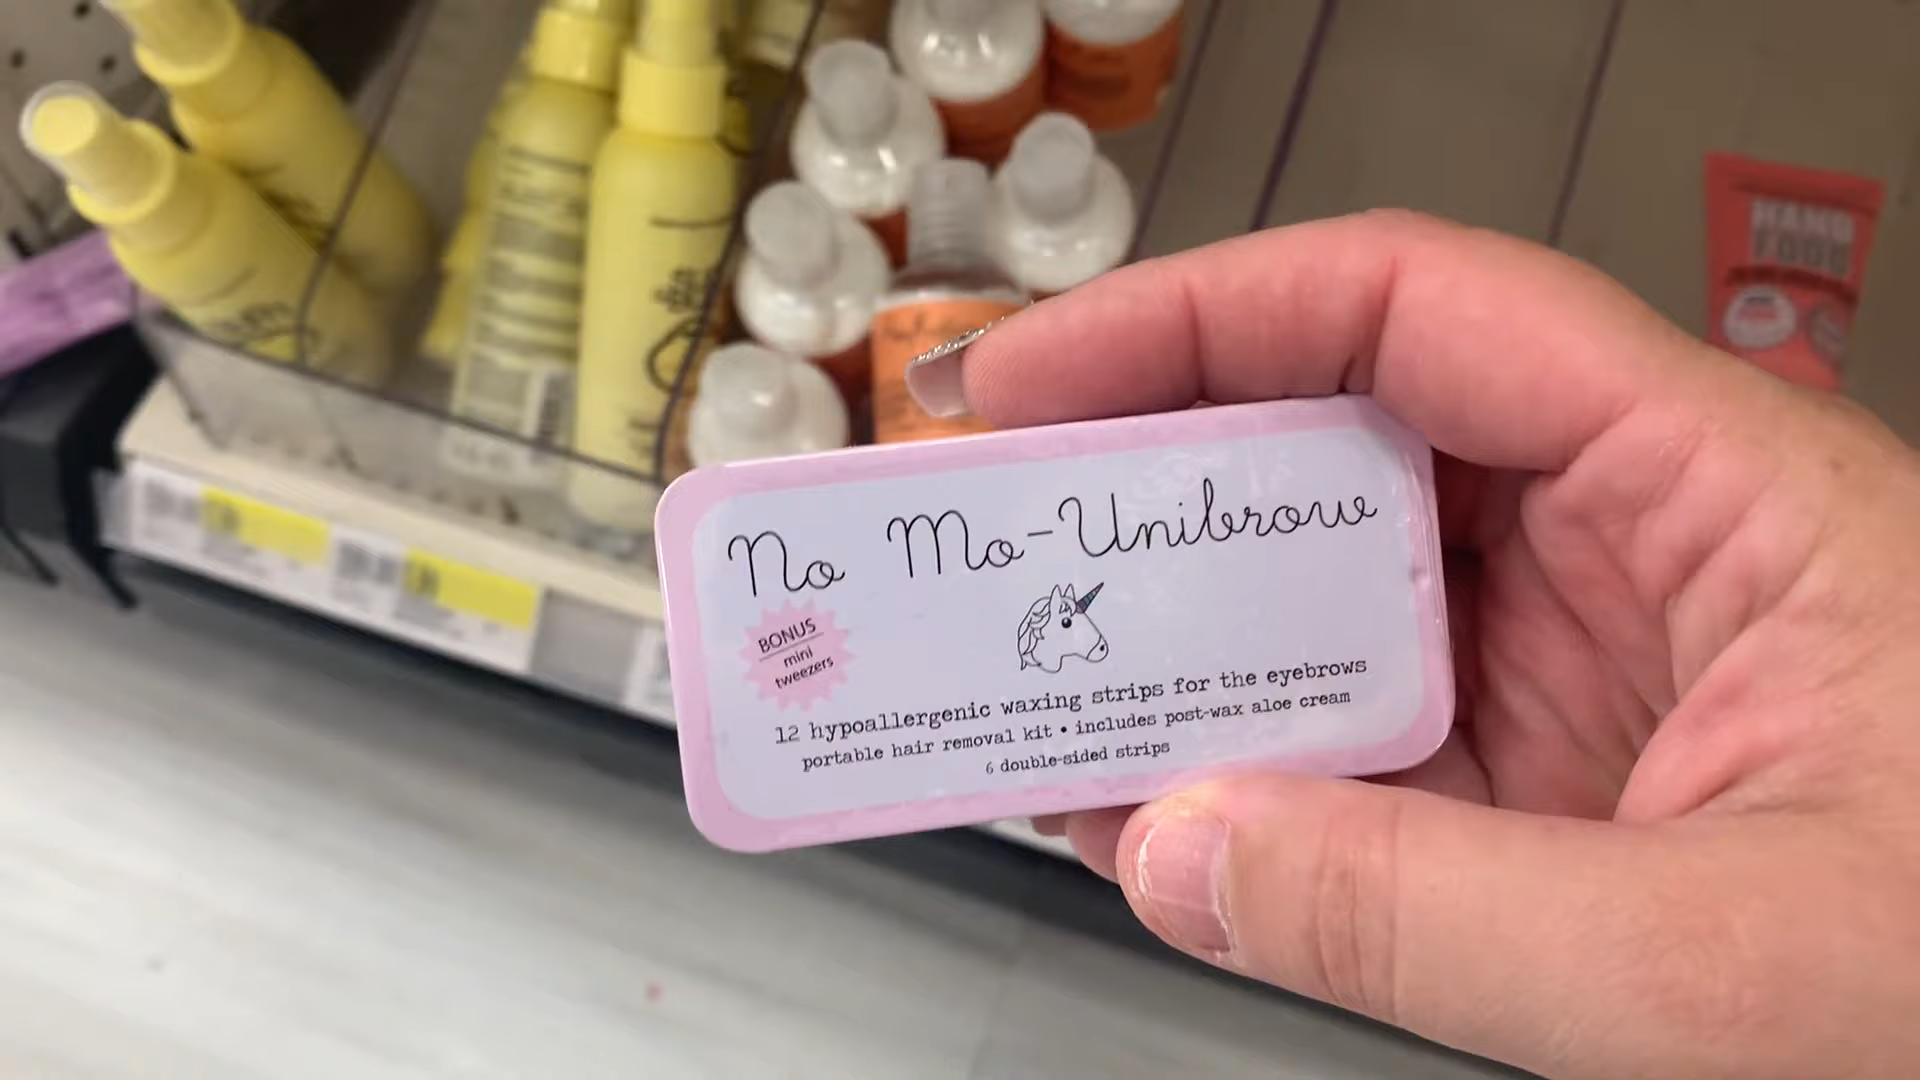 HAND
FOOD
No Mo-Unibrow
BONUS
mini
tweezers
12 hypoallergenic waxing strips for the eyebrows
portable hair removal kit • includes post-wax aloe cream
6 double-sided strips